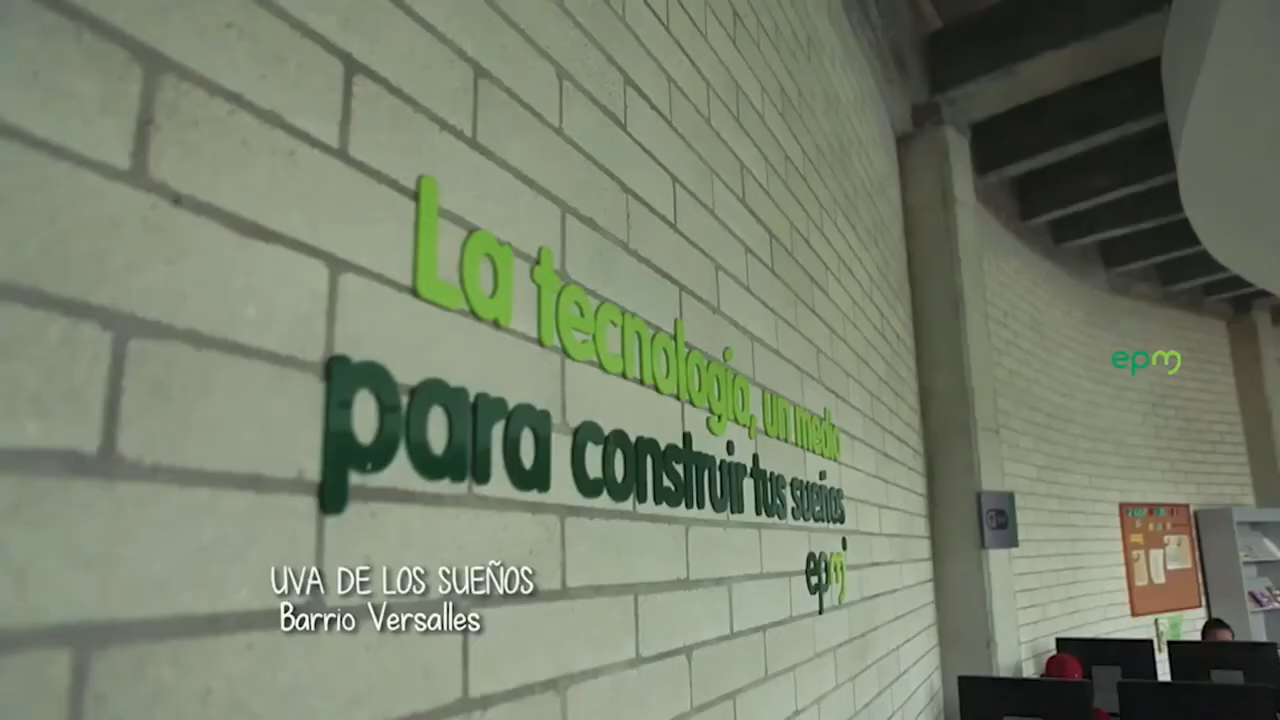 La tecnología, un medio
para construir tus sueños
epm
epm
UVA DE LOS SUEÑOS
Barrio Versalles